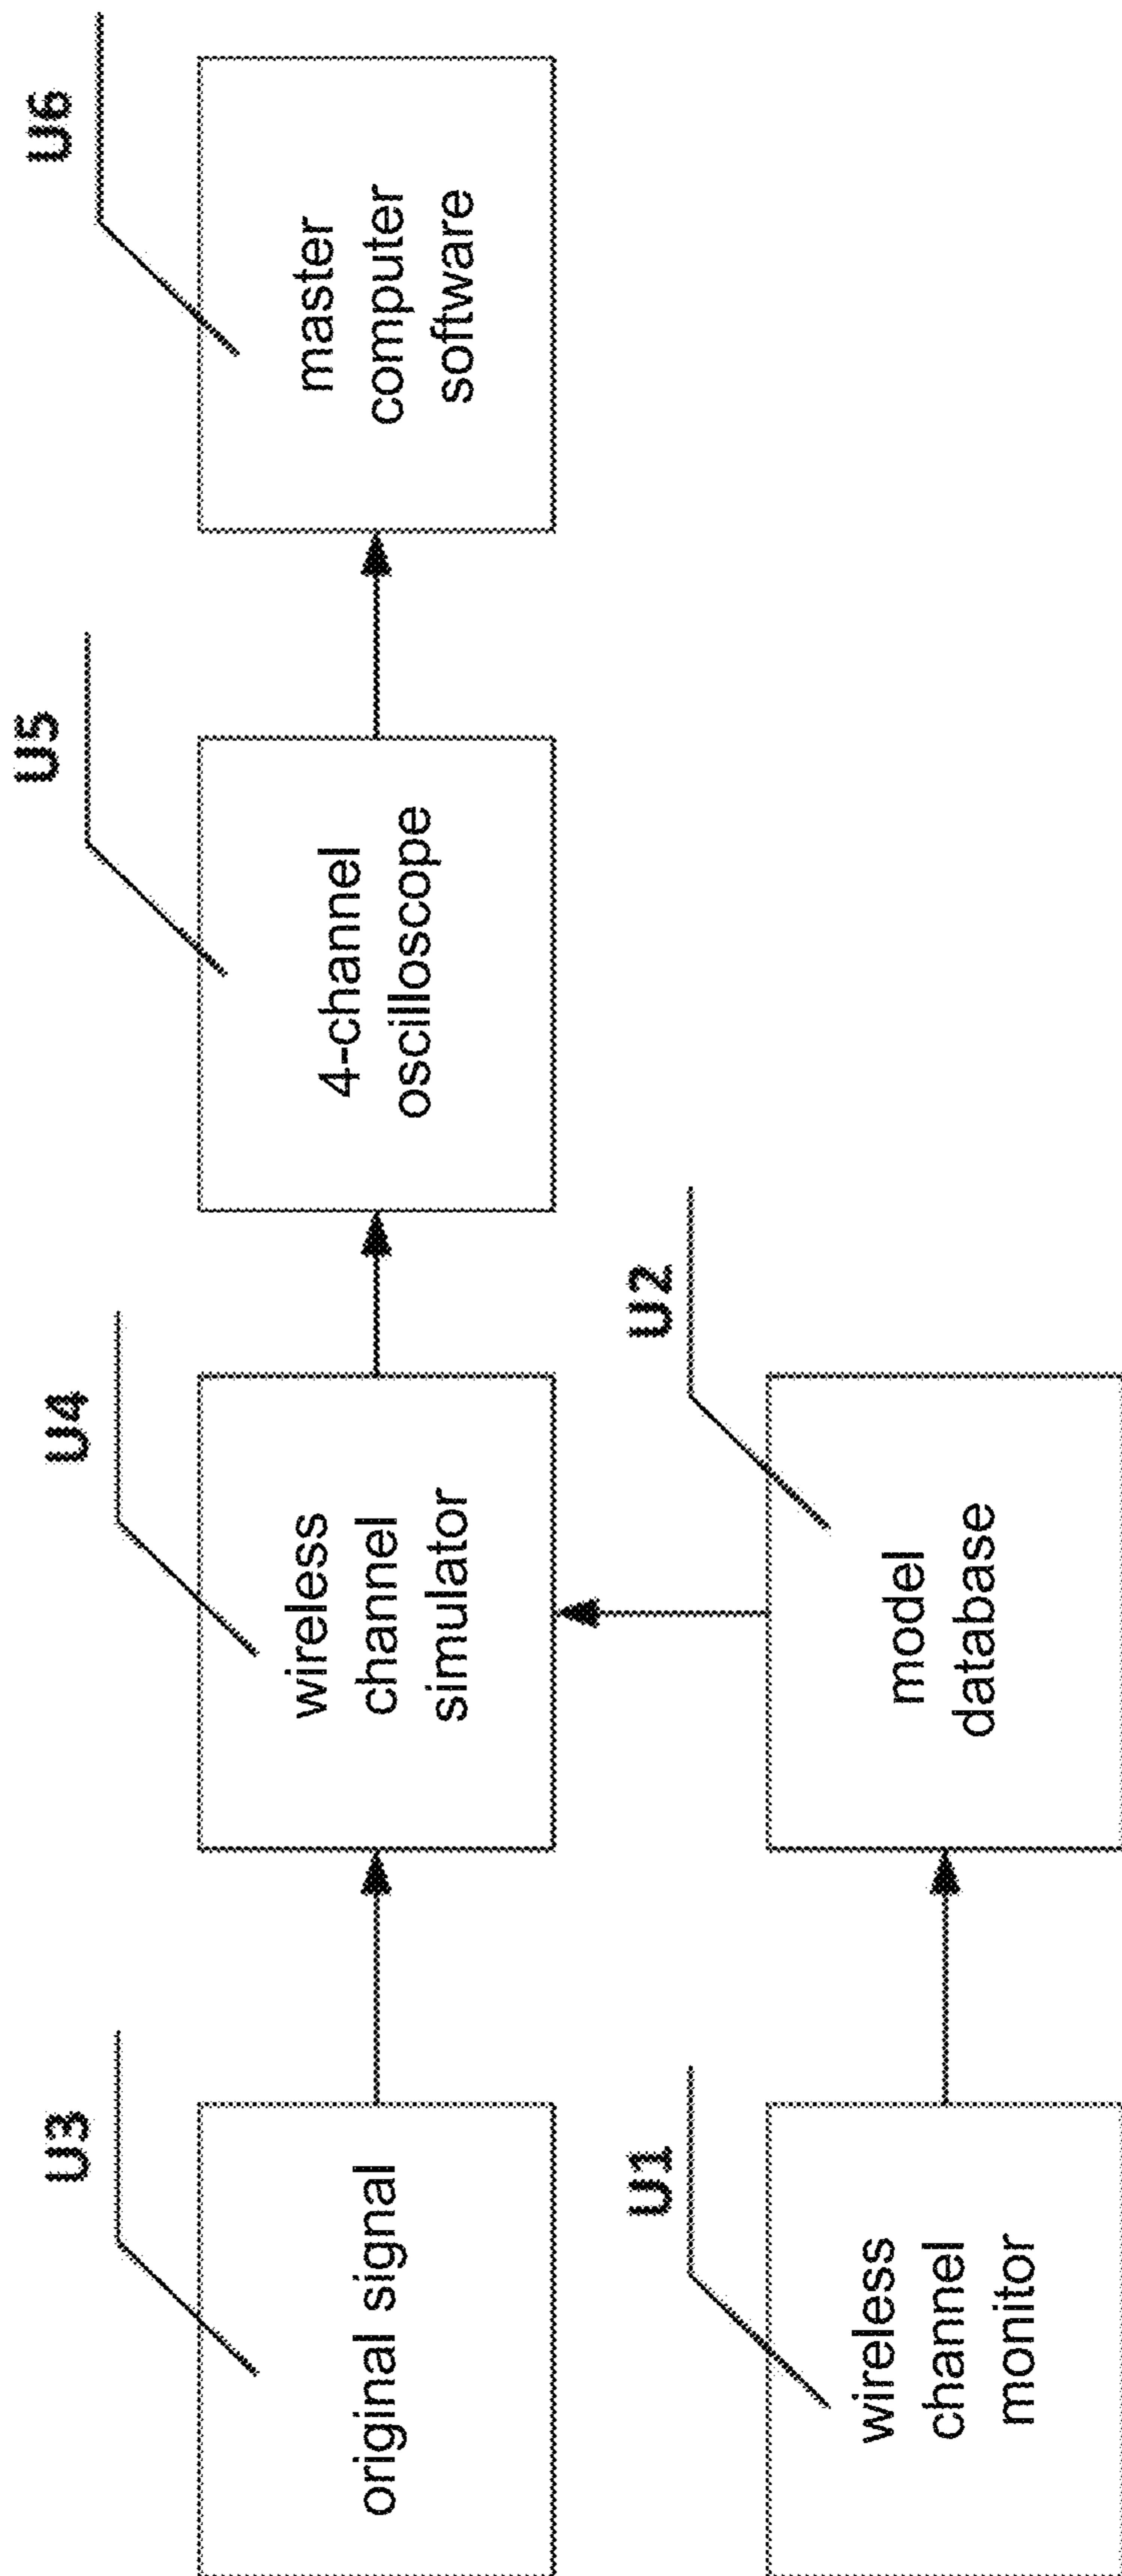 U3
original signal
U4
wireless
channel
simulator
U5
4-channel
oscilloscope
U6
master
computer
software
U1
wireless
channel
monitor
U2
model
database